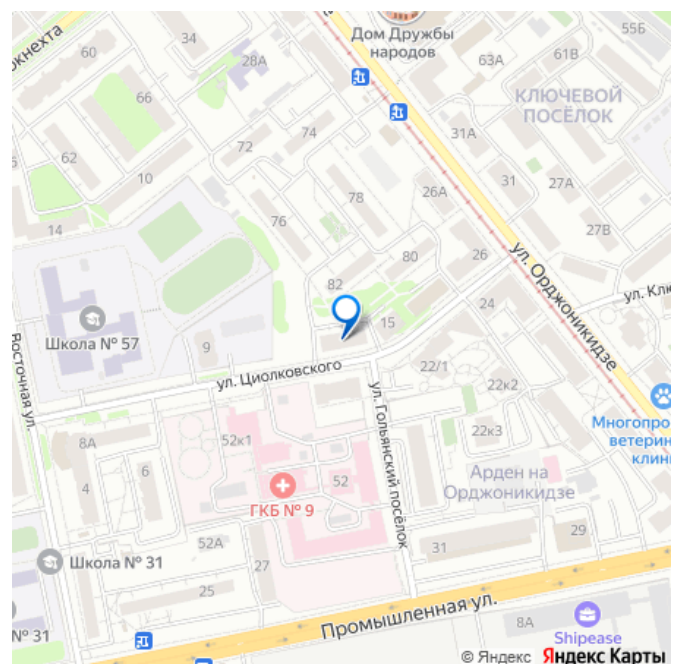 Дом Дружбы
народов
55Б
34
60
28А
63А
61В
КЛЮЧЕВОЙ
ПОСЁЛОК
66
74
31А
72
62
10
31
27А
78
26А
14
76
27В
80
26
ул. Орджоникидзе
82
24
ул. Клю
15
Школа № 57
9
Восточная ул.
ул. Циолковского
22/1
22к2
ул. Гольянский посёлок
Многопро
ветерин
клин
8А
52к1
22к3
6
4
52
ГКБ № 9
Арден на
Орджоникидзе
52А
31
29
Школа № 31
27
25
№ 31
Промышленная ул.
8А
Shipease
© Яндекс Яндекс Карты